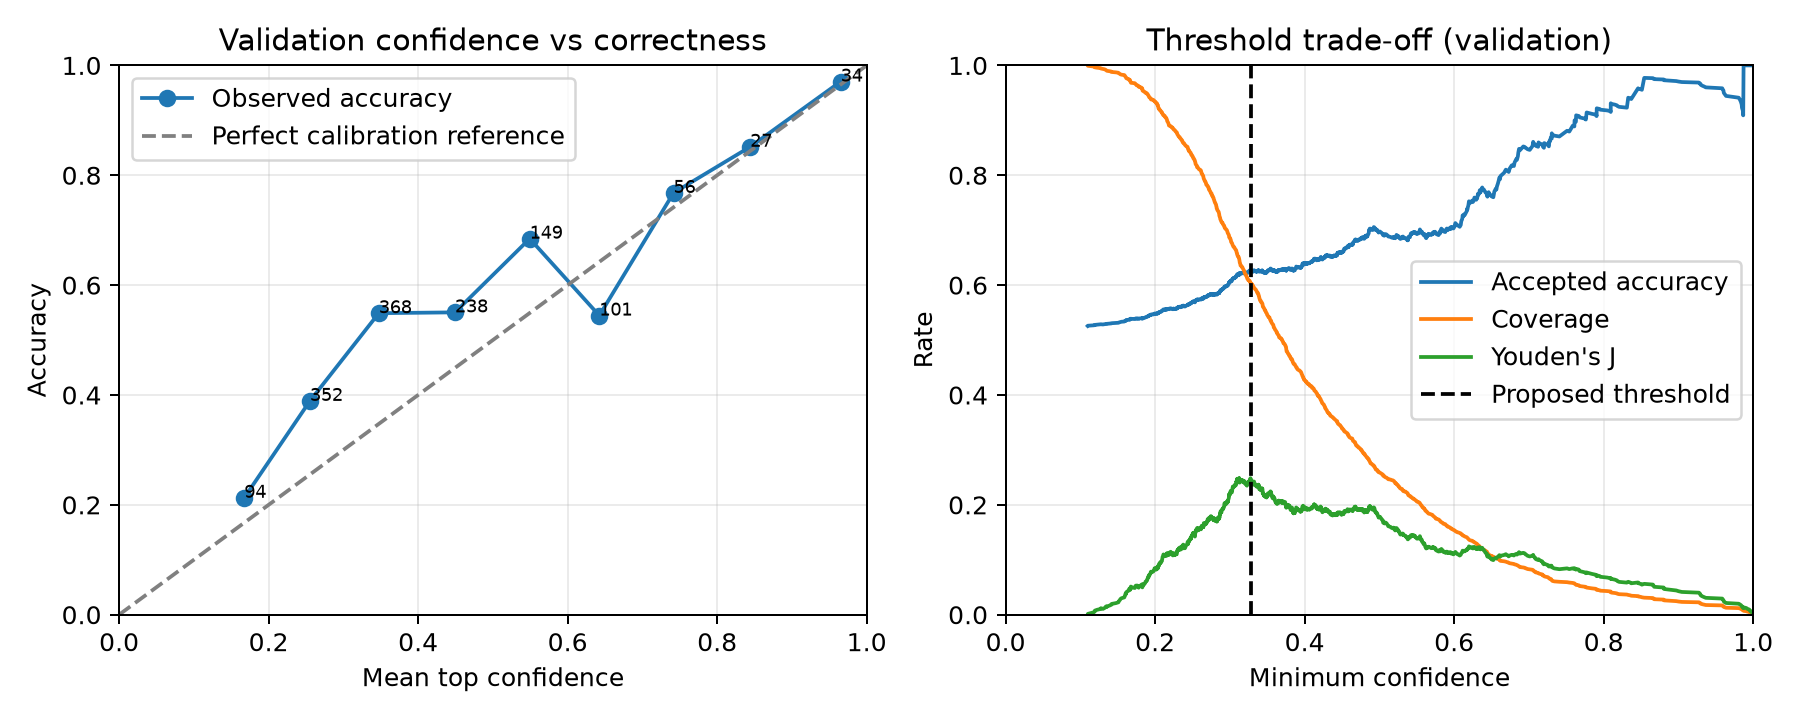 Validation confidence vs correctness
1.0
0.8
0.6
0.4
0.2
0.0
Accuracy
Observed accuracy
Perfect calibration reference
94
352
368
238
149
101
56
27
34
0.0 0.2 0.4 0.6 0.8 1.0
Mean top confidence
Threshold trade-off (validation)
1.0
0.8
0.6
0.4
0.2
0.0
Rate
Accepted accuracy
Coverage
Youden's J
Proposed threshold
0.0 0.2 0.4 0.6 0.8 1.0
Minimum confidence